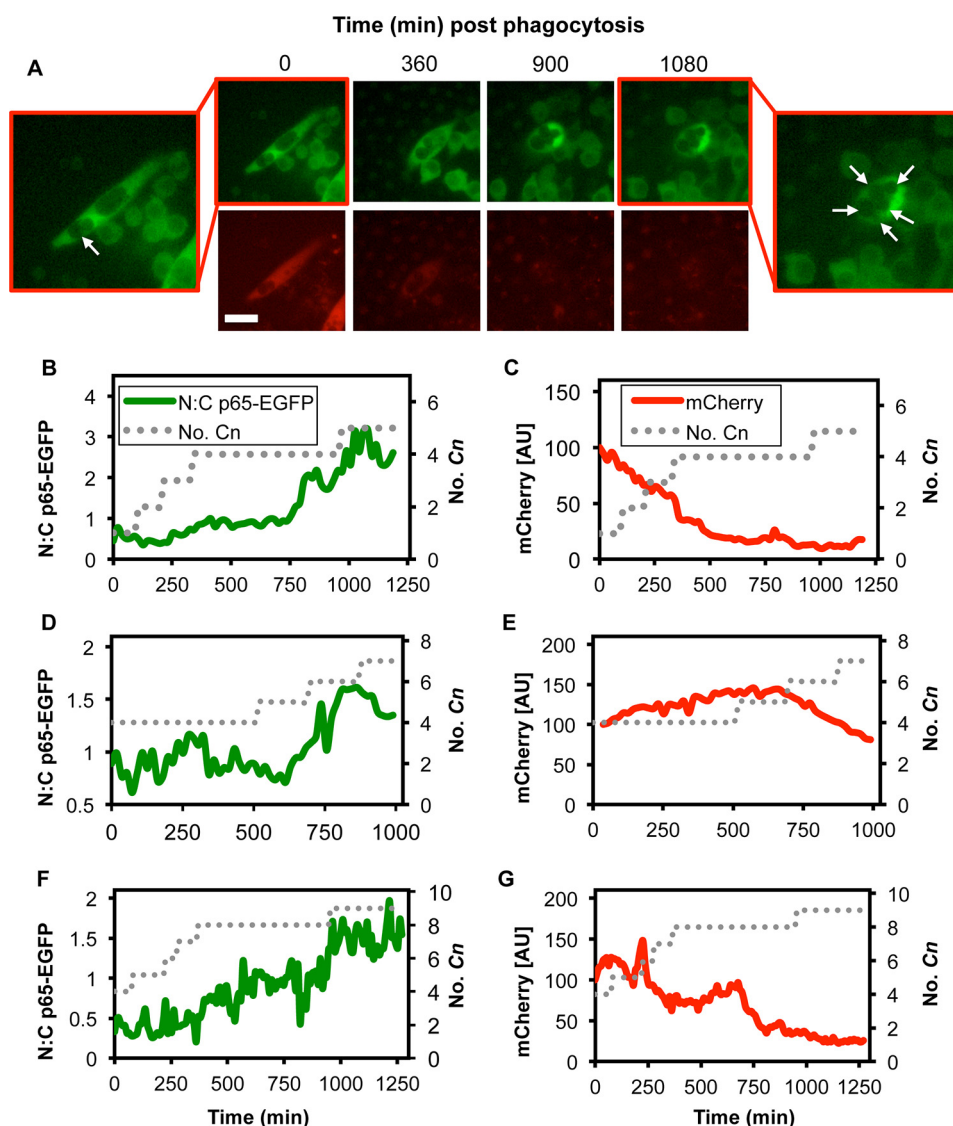 Time (min) post phagocytosis
A
0 360 900 1080
B
N:C p65-EGFP
4
3
2
1
0
N:C p65-EGFP
No. Cn
6
4
2
0
No. Cn
0 250 500 750 1000 1250
C
mCherry [AU]
150
100
50
0
mCherry
No. Cn
6
4
2
0
No. Cn
0 250 500 750 1000 1250
D
N:C p65-EGFP
2
1.5
1
0.5
8
6
4
2
0
No. Cn
0 250 500 750 1000
E
mCherry [AU]
200
150
100
50
0
8
6
4
2
0
No. Cn
0 250 500 750 1000
F
N:C p65-EGFP
2
1.5
1
0.5
0
10
8
6
4
2
0
No. Cn
0 250 500 750 1000 1250
Time (min)
G
mCherry [AU]
200
150
100
50
0
10
8
6
4
2
0
No. Cn
0 250 500 750 1000 1250
Time (min)